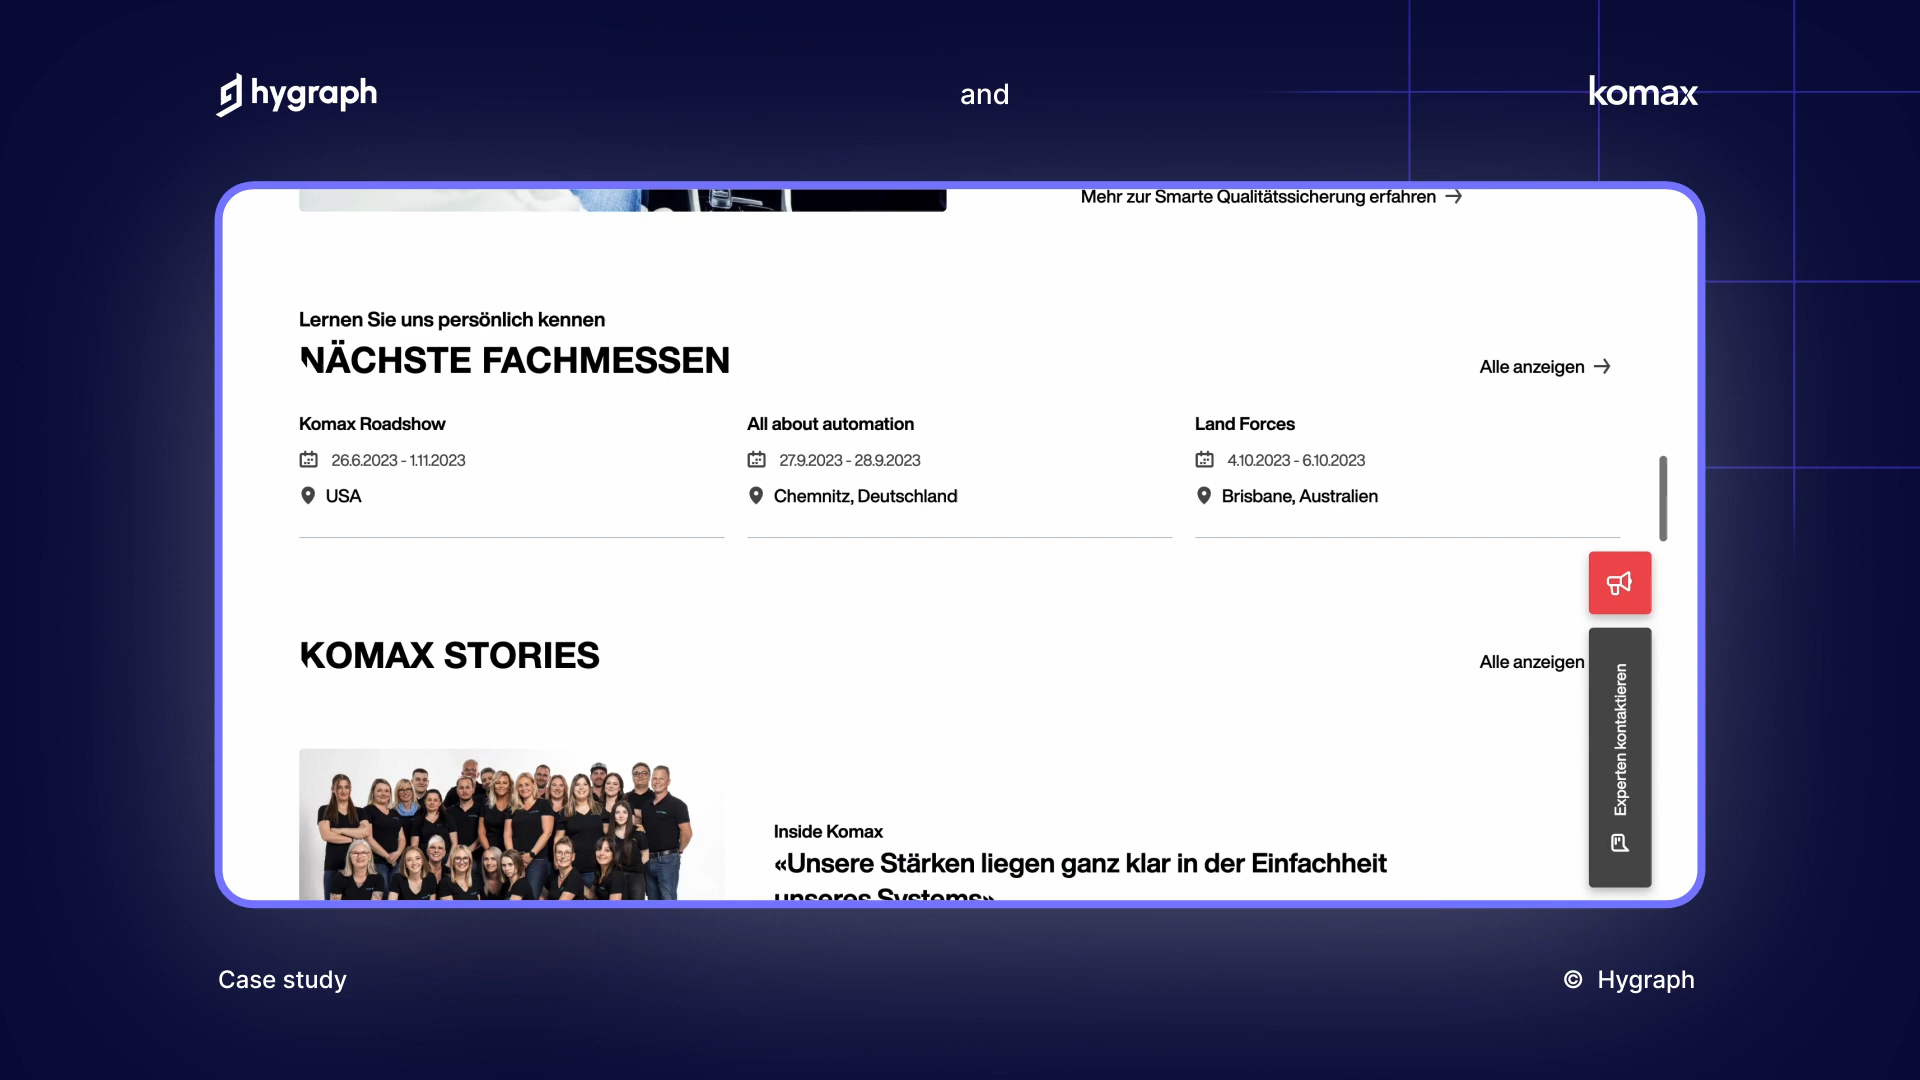 hygraph
and
komax
Mehr zur Smarte Qualitätssicherung erfahren
Lernen Sie uns persönlich kennen
NÄCHSTE FACHMESSEN
Alle anzeigen
Komax Roadshow
26.6.2023 - 1.11.2023
USA
All about automation
27.9.2023 - 28.9.2023
Chemnitz, Deutschland
Land Forces
4.10.2023 - 6.10.2023
Brisbane, Australien
KOMAX STORIES
Alle anzeigen
Experten kontaktieren
Inside Komax
«Unsere Stärken liegen ganz klar in der Einfachheit
unseres Systems»
Case study
© Hygraph